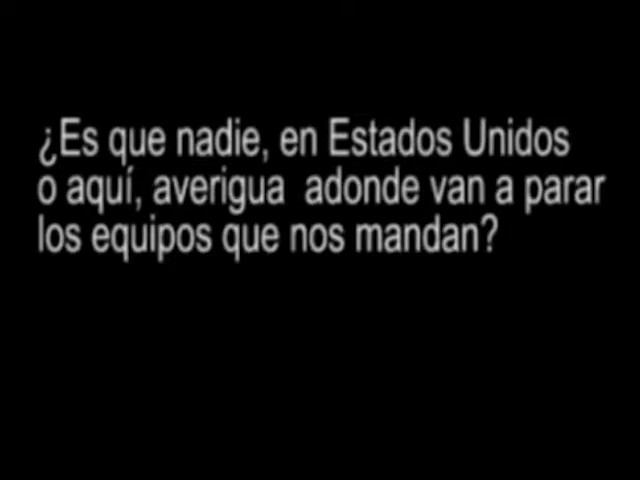 ¿Es que nadie, en Estados Unidos
o aquí, averigua adonde van a parar
los equipos que nos mandan?